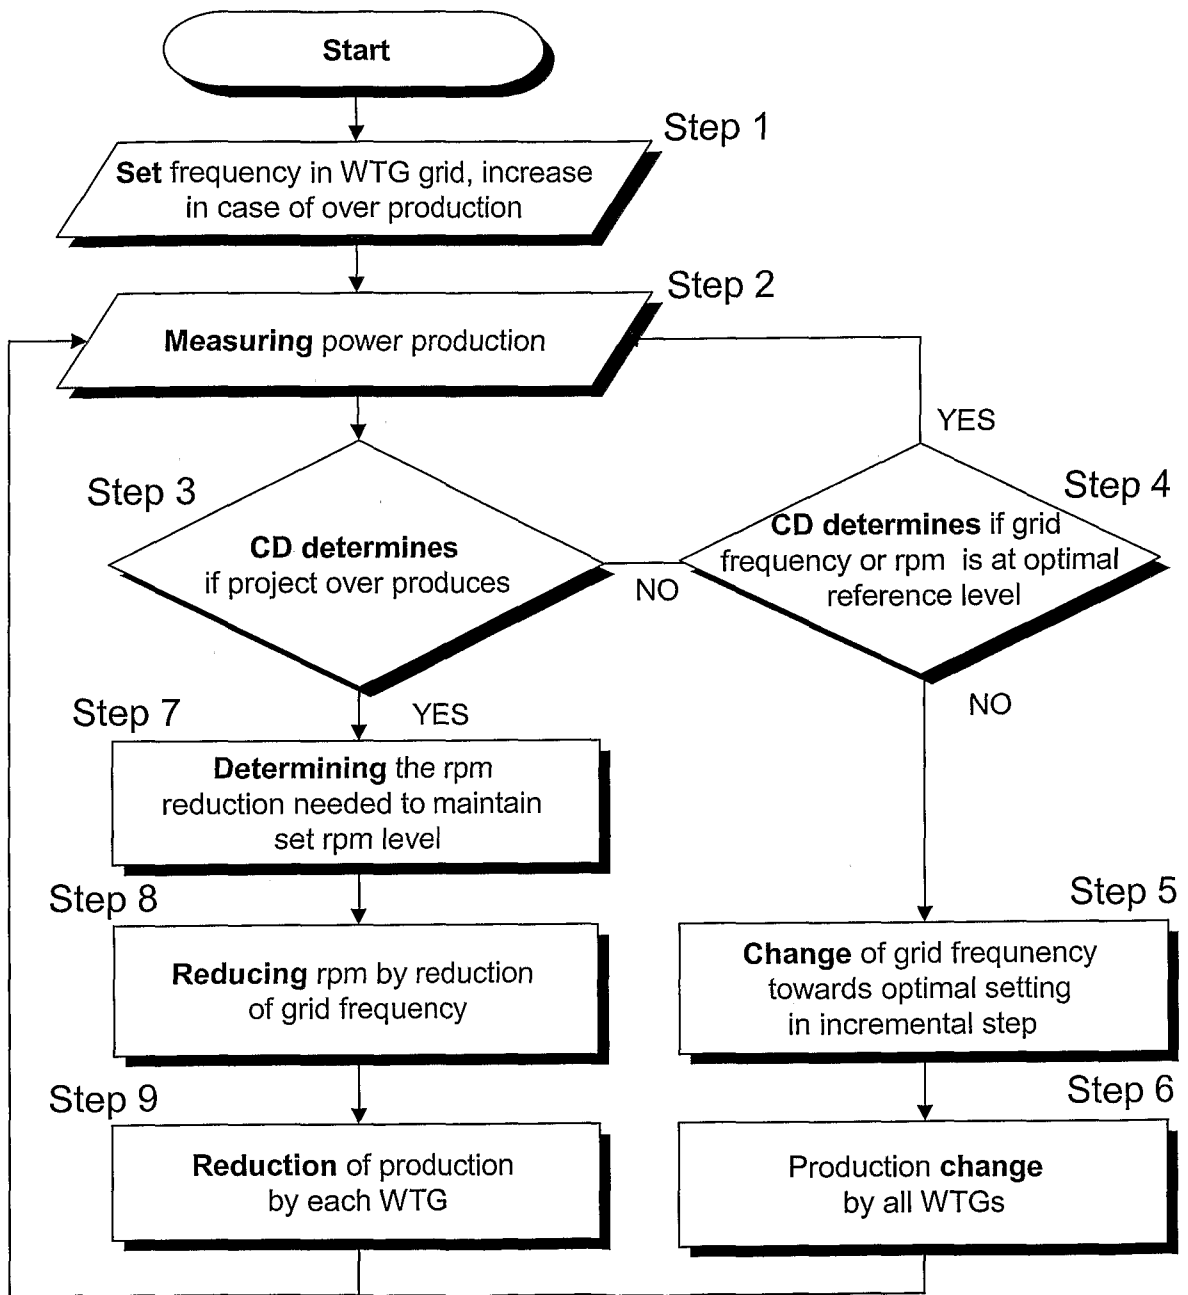 Start
Step 1
Set frequency in WTG grid, increase
in case of over production
Step 2
Measuring power production
YES
Step 3
CD determines
if project over produces
NO
Step 4
CD determines if grid
frequency or rpm is at optimal
reference level
NO
Step 7
YES
Determining the rpm
reduction needed to maintain
set rpm level
Step 8
Reducing rpm by reduction
of grid frequency
Step 5
Change of grid frequnency
towards optimal setting
in incremental step
Step 9
Reduction of production
by each WTG
Step 6
Production change
by all WTGs